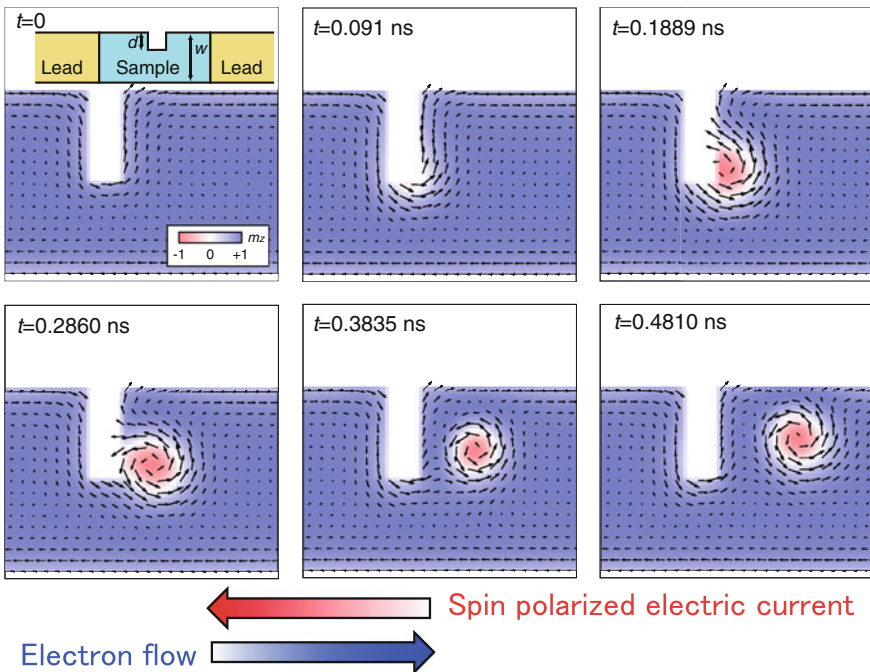 t=0
d
w
Lead
Sample
Lead
mz
-1 0 +1
t=0.091 ns
t=0.1889 ns
t=0.2860 ns
t=0.3835 ns
t=0.4810 ns
Spin polarized electric current
Electron flow